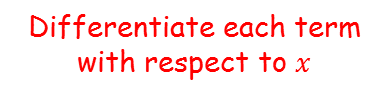 Differentiate each term
with respect to x